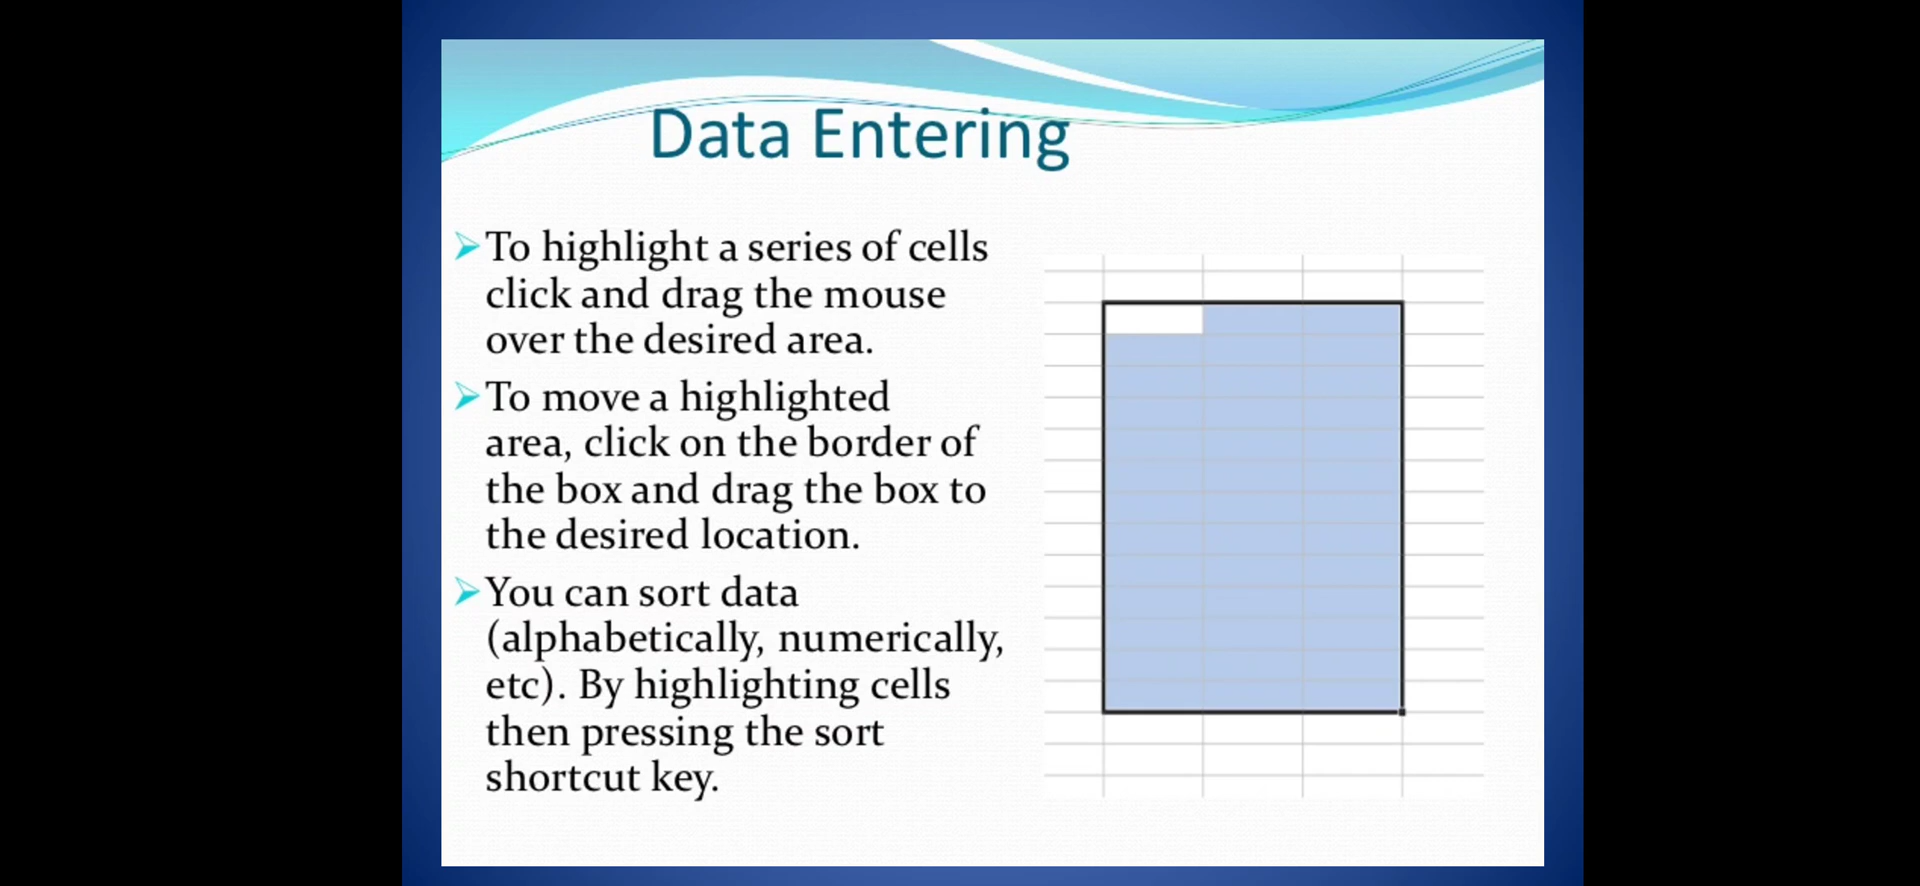 Data Entering
To highlight a series of cells
click and drag the mouse
over the desired area.
To move a highlighted
area, click on the border of
the box and drag the box to
the desired location.
You can sort data
(alphabetically, numerically,
etc). By highlighting cells
then pressing the sort
shortcut key.